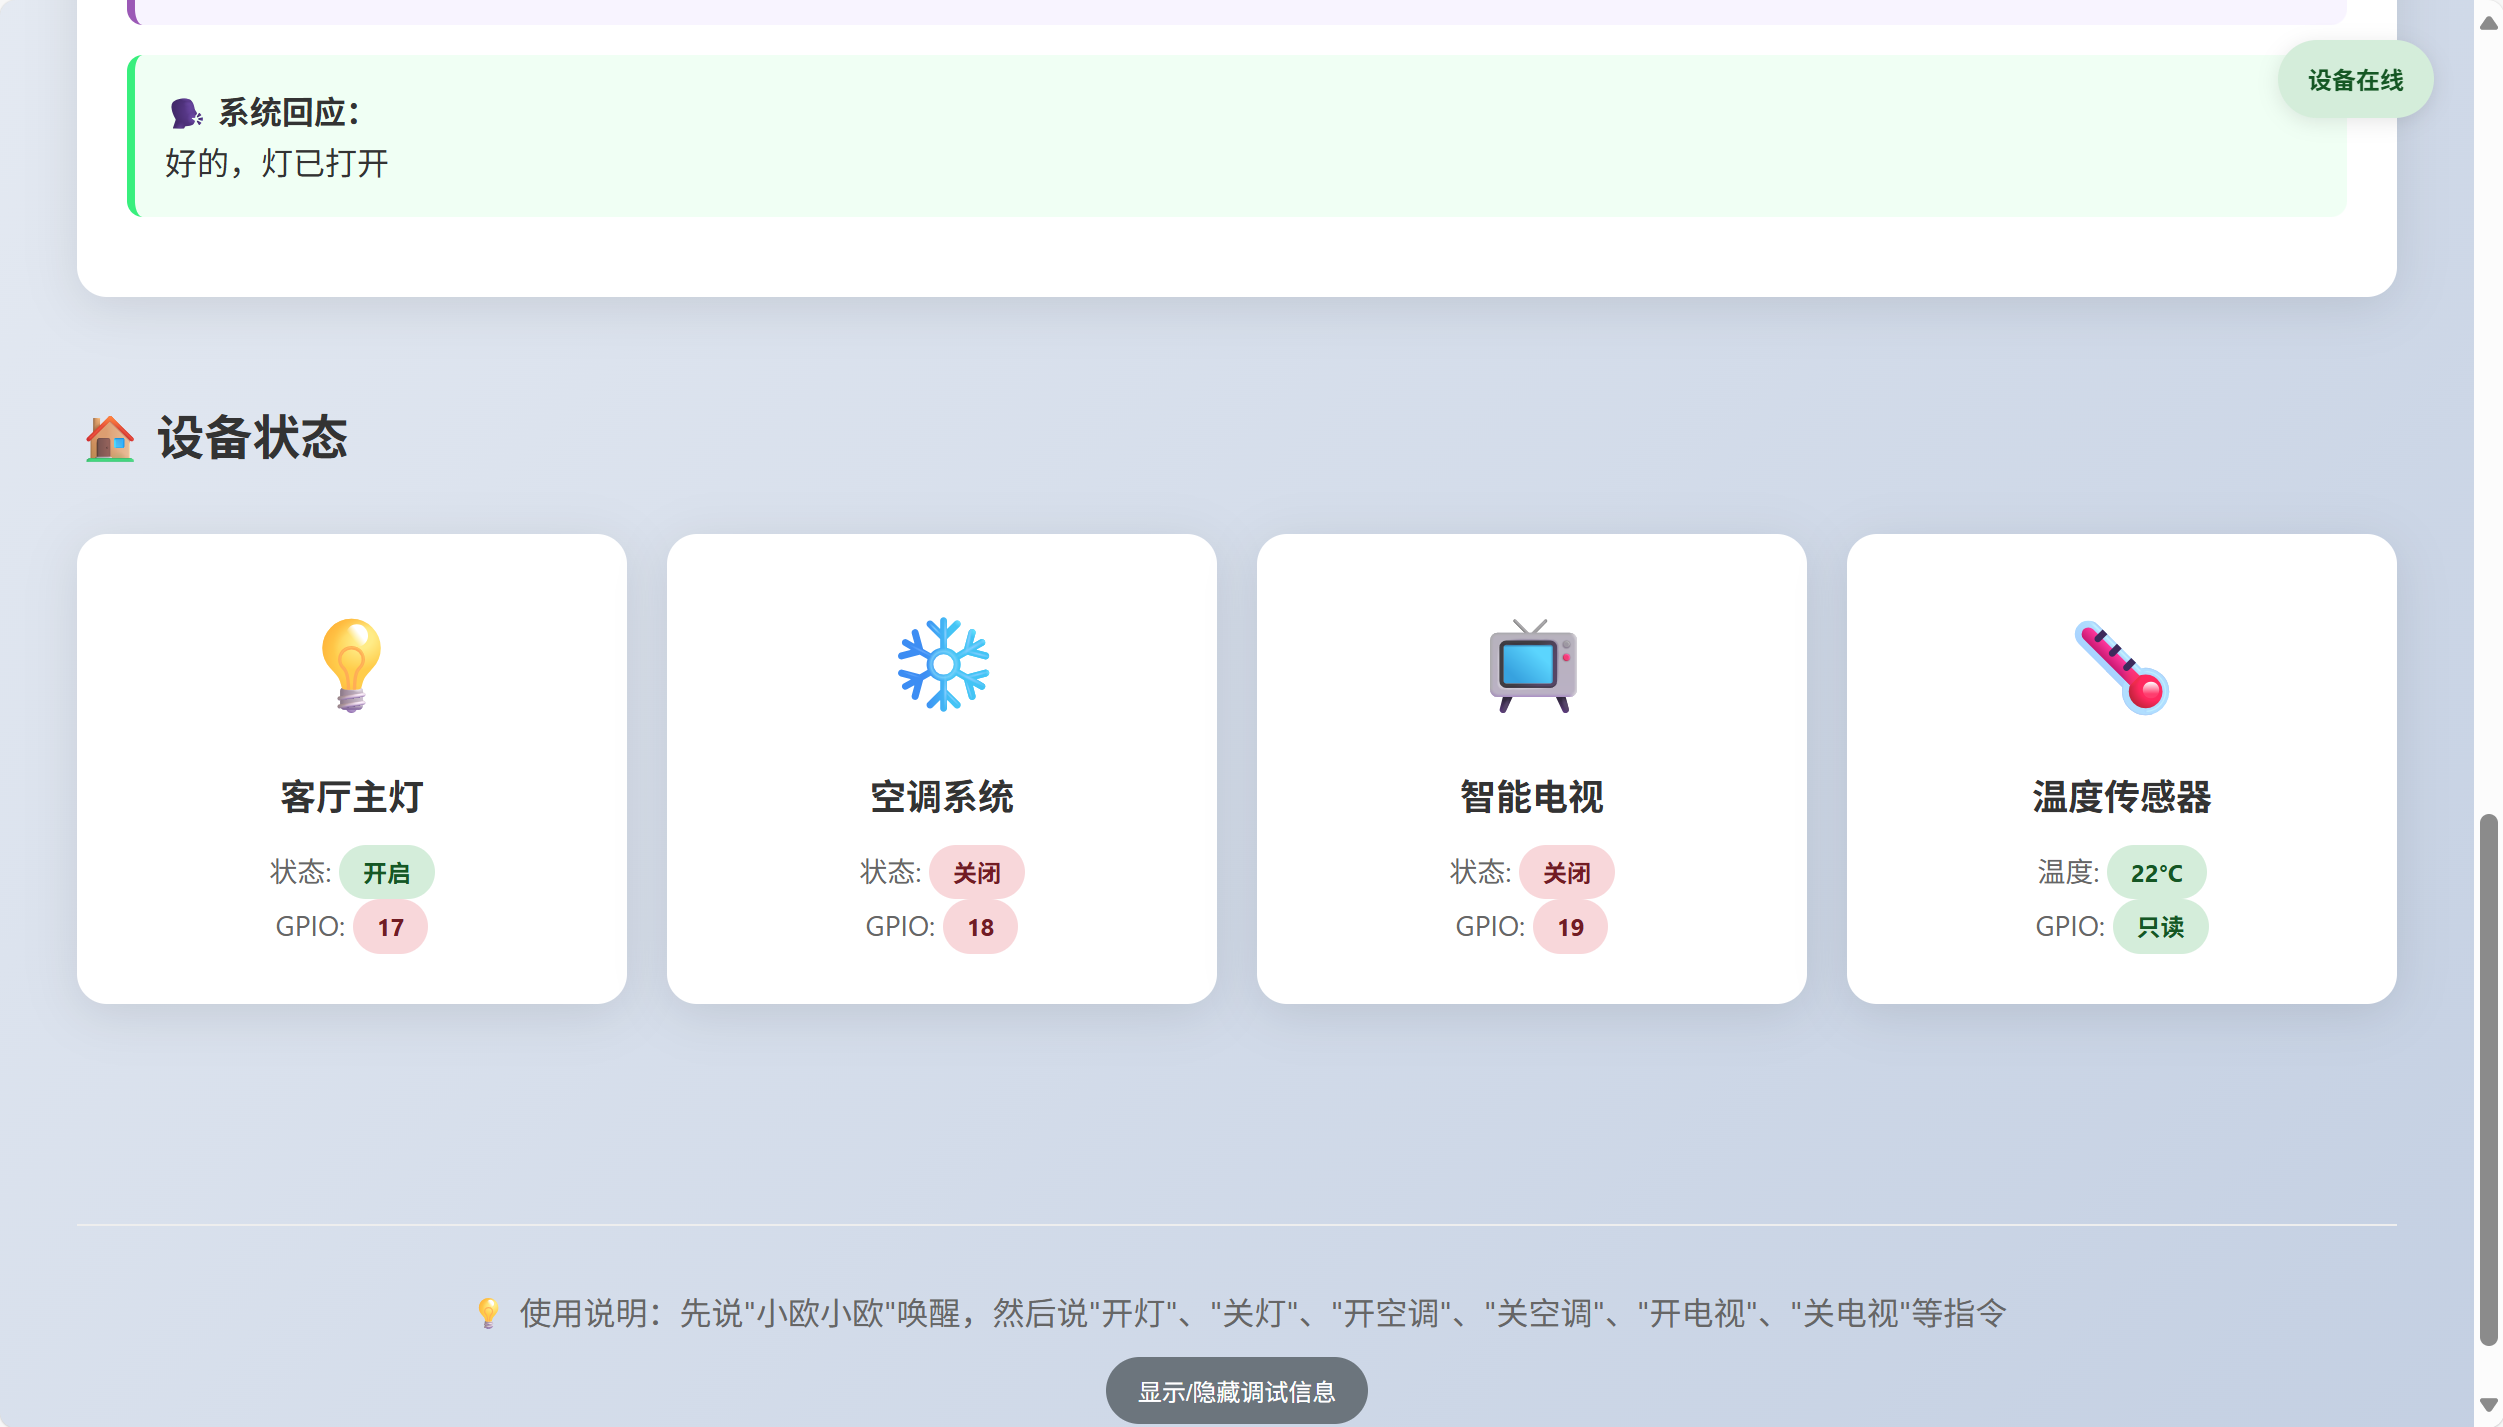 设备在线
系统回应：
好的，灯已打开
设备状态
客厅主灯
状态: 开启
GPIO: 17
空调系统
状态: 关闭
GPIO: 18
智能电视
状态: 关闭
GPIO: 19
温度传感器
温度: 22°C
GPIO: 只读
使用说明：先说"小欧小欧"唤醒，然后说"开灯"、"关灯"、"开空调"、"关空调"、"开电视"、"关电视"等指令
显示/隐藏调试信息